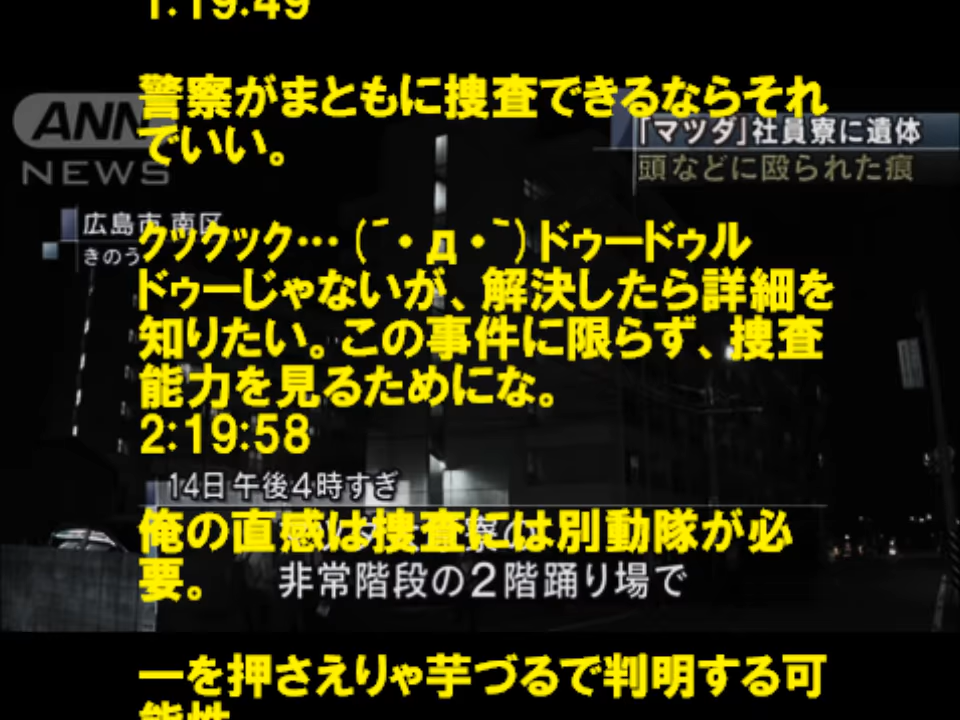 1:19:49
警察がまともに捜査できるならそれ
でいい。
ANN
NEWS
「マツダ」社員寮に遺体
頭などに殴られた痕
広島市南区
きのう
クックック…(´・д・`)ドゥードゥル
ドゥーじゃないが、解決したら詳細を
知りたい。この事件に限らず、捜査
能力を見るためにな。
2:19:58
14日午後4時すぎ
俺の直感は捜査には別動隊が必
要。
寮の
非常階段の2階踊り場で
一を押さえりゃ芋づるで判明する可
能性